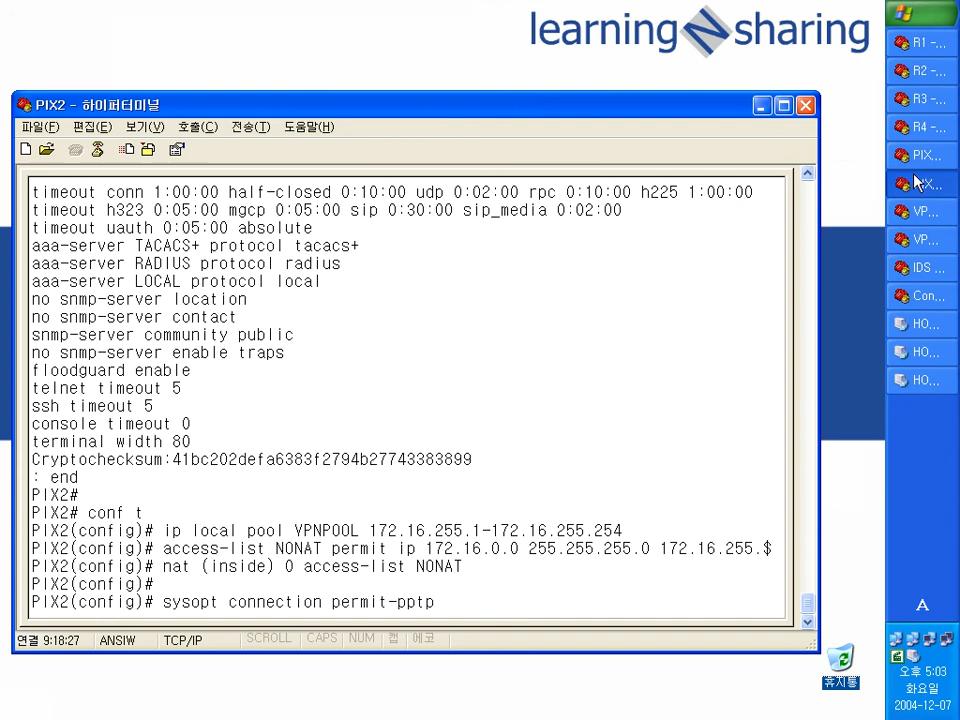 learning sharing
PIX2 - 하이퍼터미널
파일(F) 편집(E) 보기(V) 호출(C) 전송(T) 도움말(H)
timeout conn 1:00:00 half-closed 0:10:00 udp 0:02:00 rpc 0:10:00 h225 1:00:00
timeout h323 0:05:00 mgcp 0:05:00 sip 0:30:00 sip_media 0:02:00
timeout uauth 0:05:00 absolute
aaa-server TACACS+ protocol tacacs+
aaa-server RADIUS protocol radius
aaa-server LOCAL protocol local
no snmp-server location
no snmp-server contact
snmp-server community public
no snmp-server enable traps
floodguard enable
telnet timeout 5
ssh timeout 5
console timeout 0
terminal width 80
Cryptochecksum:41bc202defa6383f2794b27743383899
: end
PIX2#
PIX2# conf t
PIX2(config)# ip local pool VPNPOOL 172.16.255.1-172.16.255.254
PIX2(config)# access-list NONAT permit ip 172.16.0.0 255.255.255.0 172.16.255.$
PIX2(config)# nat (inside) 0 access-list NONAT
PIX2(config)#
PIX2(config)# sysopt connection permit-pptp
연결 9:18:27 ANSIW TCP/IP SCROLL CAPS NUM 캡 에코
휴지통
R1 -...
R2 -...
R3 -...
R4 -...
PIX...
VP...
VP...
IDS ...
Con...
HO...
HO...
HO...
A
오후 5:03
화요일
2004-12-07